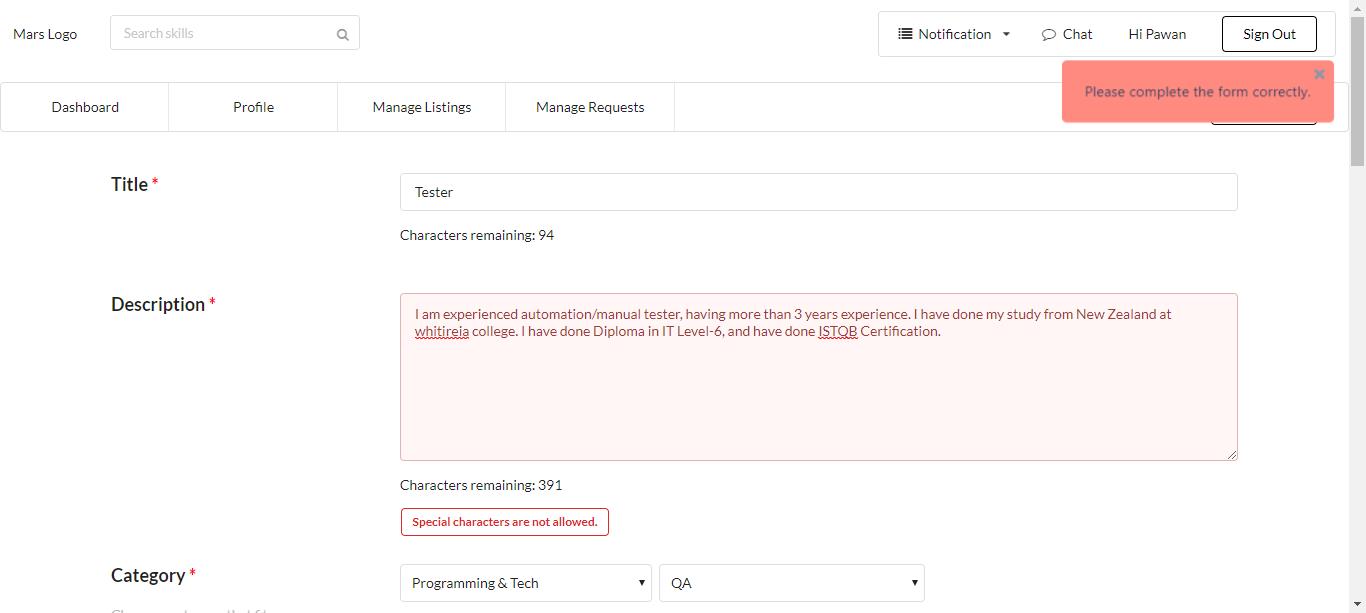 Mars Logo
Search skills
Notification
Chat
Hi Pawan
Sign Out
Please complete the form correctly.
Dashboard
Profile
Manage Listings
Manage Requests
Title *
Tester
Characters remaining: 94
Description *
I am experienced automation/manual tester, having more than 3 years experience. I have done my study from New Zealand at
whitireia college. I have done Diploma in IT Level-6, and have done ISTQB Certification.
Characters remaining: 391
Special characters are not allowed.
Category *
Programming & Tech
QA